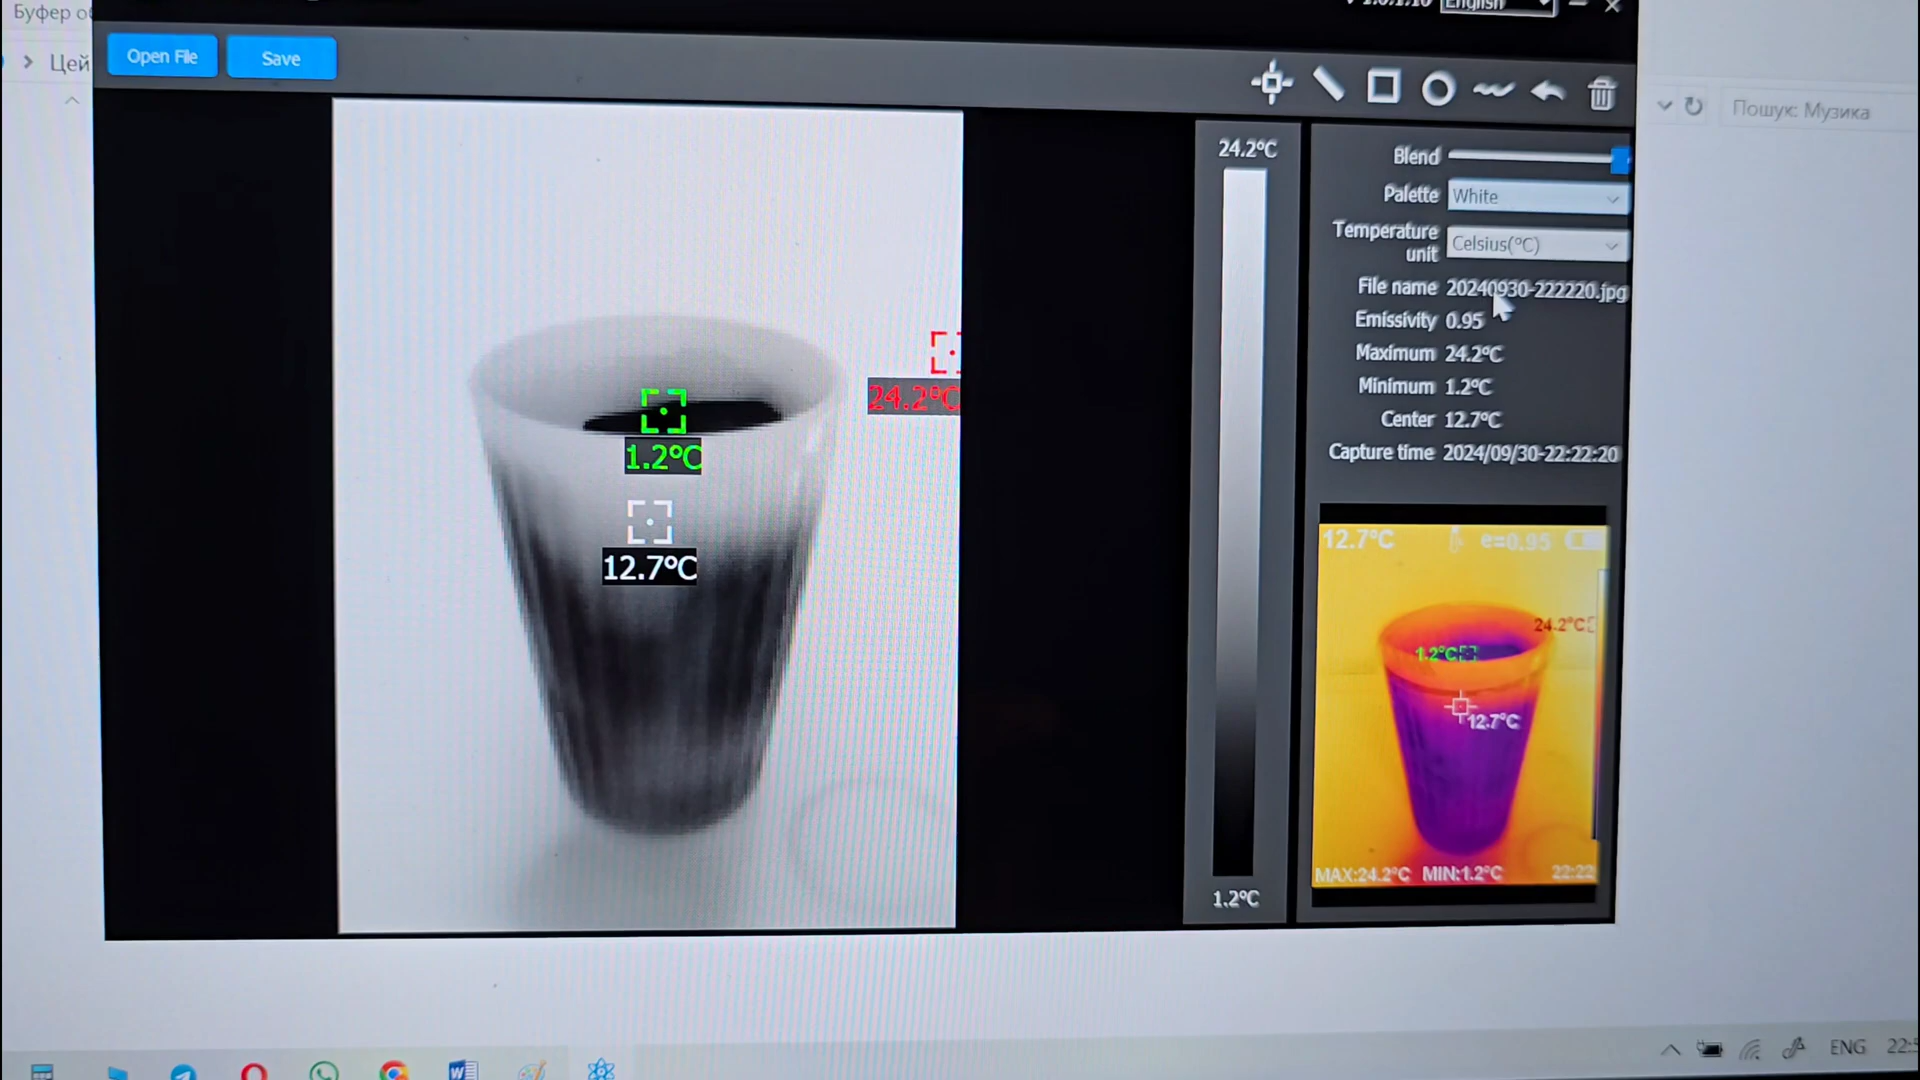 Буфер об
English
Open File
Save
Цей
Пошук: Музика
24.2°C
Blend
Palette White
Temperature unit Celsius(°C)
File name 20240930-222220.jpg
Emissivity 0.95
Maximum 24.2°C
Minimum 1.2°C
Center 12.7°C
Capture time 2024/09/30-22:22:20
24.2°C
1.2°C
12.7°C
12.7°C e=0.95
24.2°C
1.2°C
12.7°C
MAX:24.2°C MIN:1.2°C 22:22
1.2°C
ENG 22:5